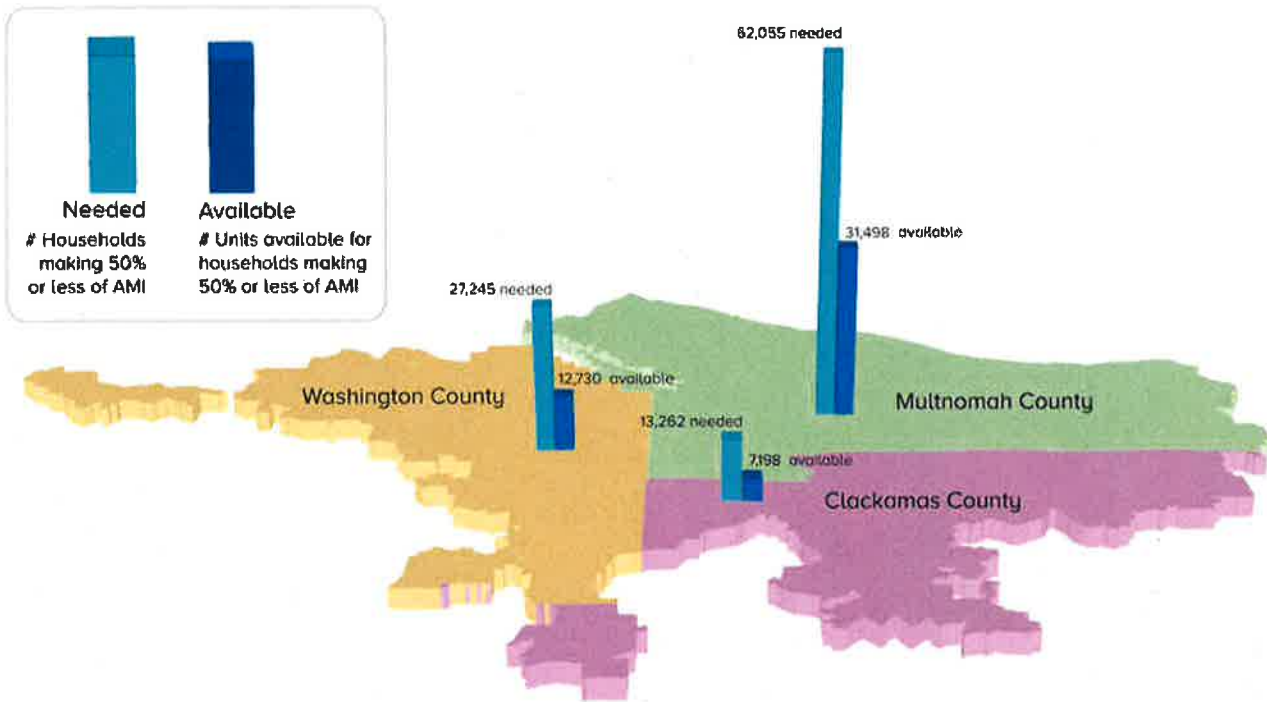 Needed
# Households
making 50%
or less of AMI
Available
# Units available for
households making
50% or less of AMI
62,055 needed
31,498 available
27,245 needed
12,730 available
Washington County
Multnomah County
13,262 needed
7,198 available
Clackamas County